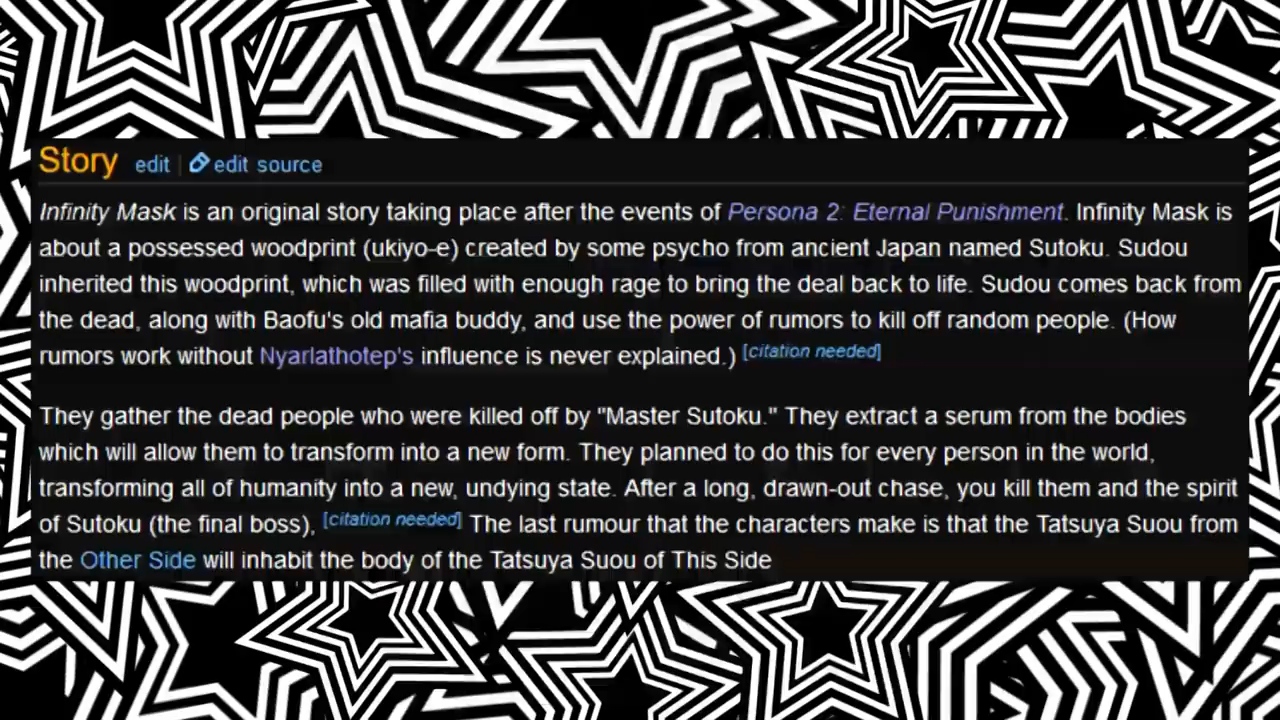 Story edit | edit source
Infinity Mask is an original story taking place after the events of Persona 2: Eternal Punishment. Infinity Mask is
about a possessed woodprint (ukiyo-e) created by some psycho from ancient Japan named Sutoku. Sudou
inherited this woodprint, which was filled with enough rage to bring the deal back to life. Sudou comes back from
the dead, along with Baofu's old mafia buddy, and use the power of rumors to kill off random people. (How
rumors work without Nyarlathotep's influence is never explained.) [citation needed]
They gather the dead people who were killed off by "Master Sutoku." They extract a serum from the bodies
which will allow them to transform into a new form. They planned to do this for every person in the world,
transforming all of humanity into a new, undying state. After a long, drawn-out chase, you kill them and the spirit
of Sutoku (the final boss), [citation needed] The last rumour that the characters make is that the Tatsuya Suou from
the Other Side will inhabit the body of the Tatsuya Suou of This Side